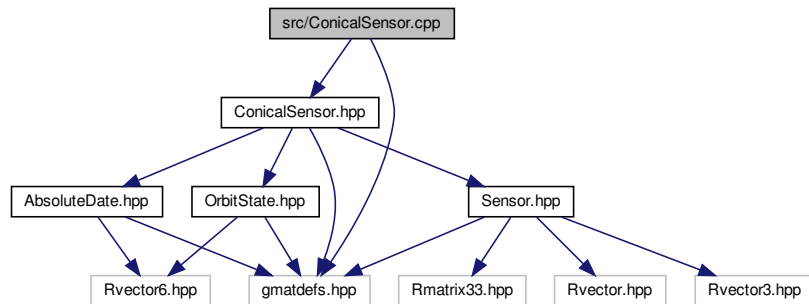 src/ConicalSensor.cpp
ConicalSensor.hpp
AbsoluteDate.hpp
OrbitState.hpp
Sensor.hpp
Rvector6.hpp
gmatdefs.hpp
Rmatrix33.hpp
Rvector.hpp
Rvector3.hpp